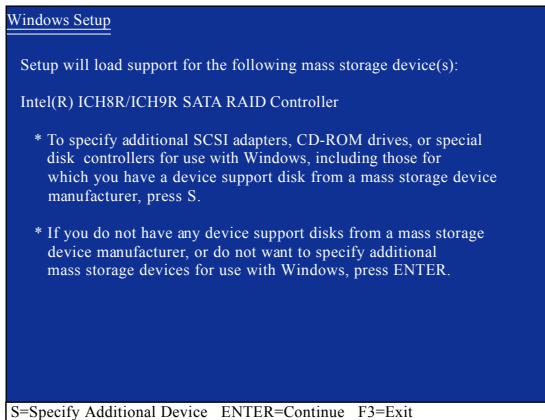 Windows Setup
Setup will load support for the following mass storage device(s):
Intel(R) ICH8R/ICH9R SATA RAID Controller
* To specify additional SCSI adapters, CD-ROM drives, or special
disk controllers for use with Windows, including those for
which you have a device support disk from a mass storage device
manufacturer, press S.
* If you do not have any device support disks from a mass storage
device manufacturer, or do not want to specify additional
mass storage devices for use with Windows, press ENTER.
S=Specify Additional Device ENTER=Continue F3=Exit